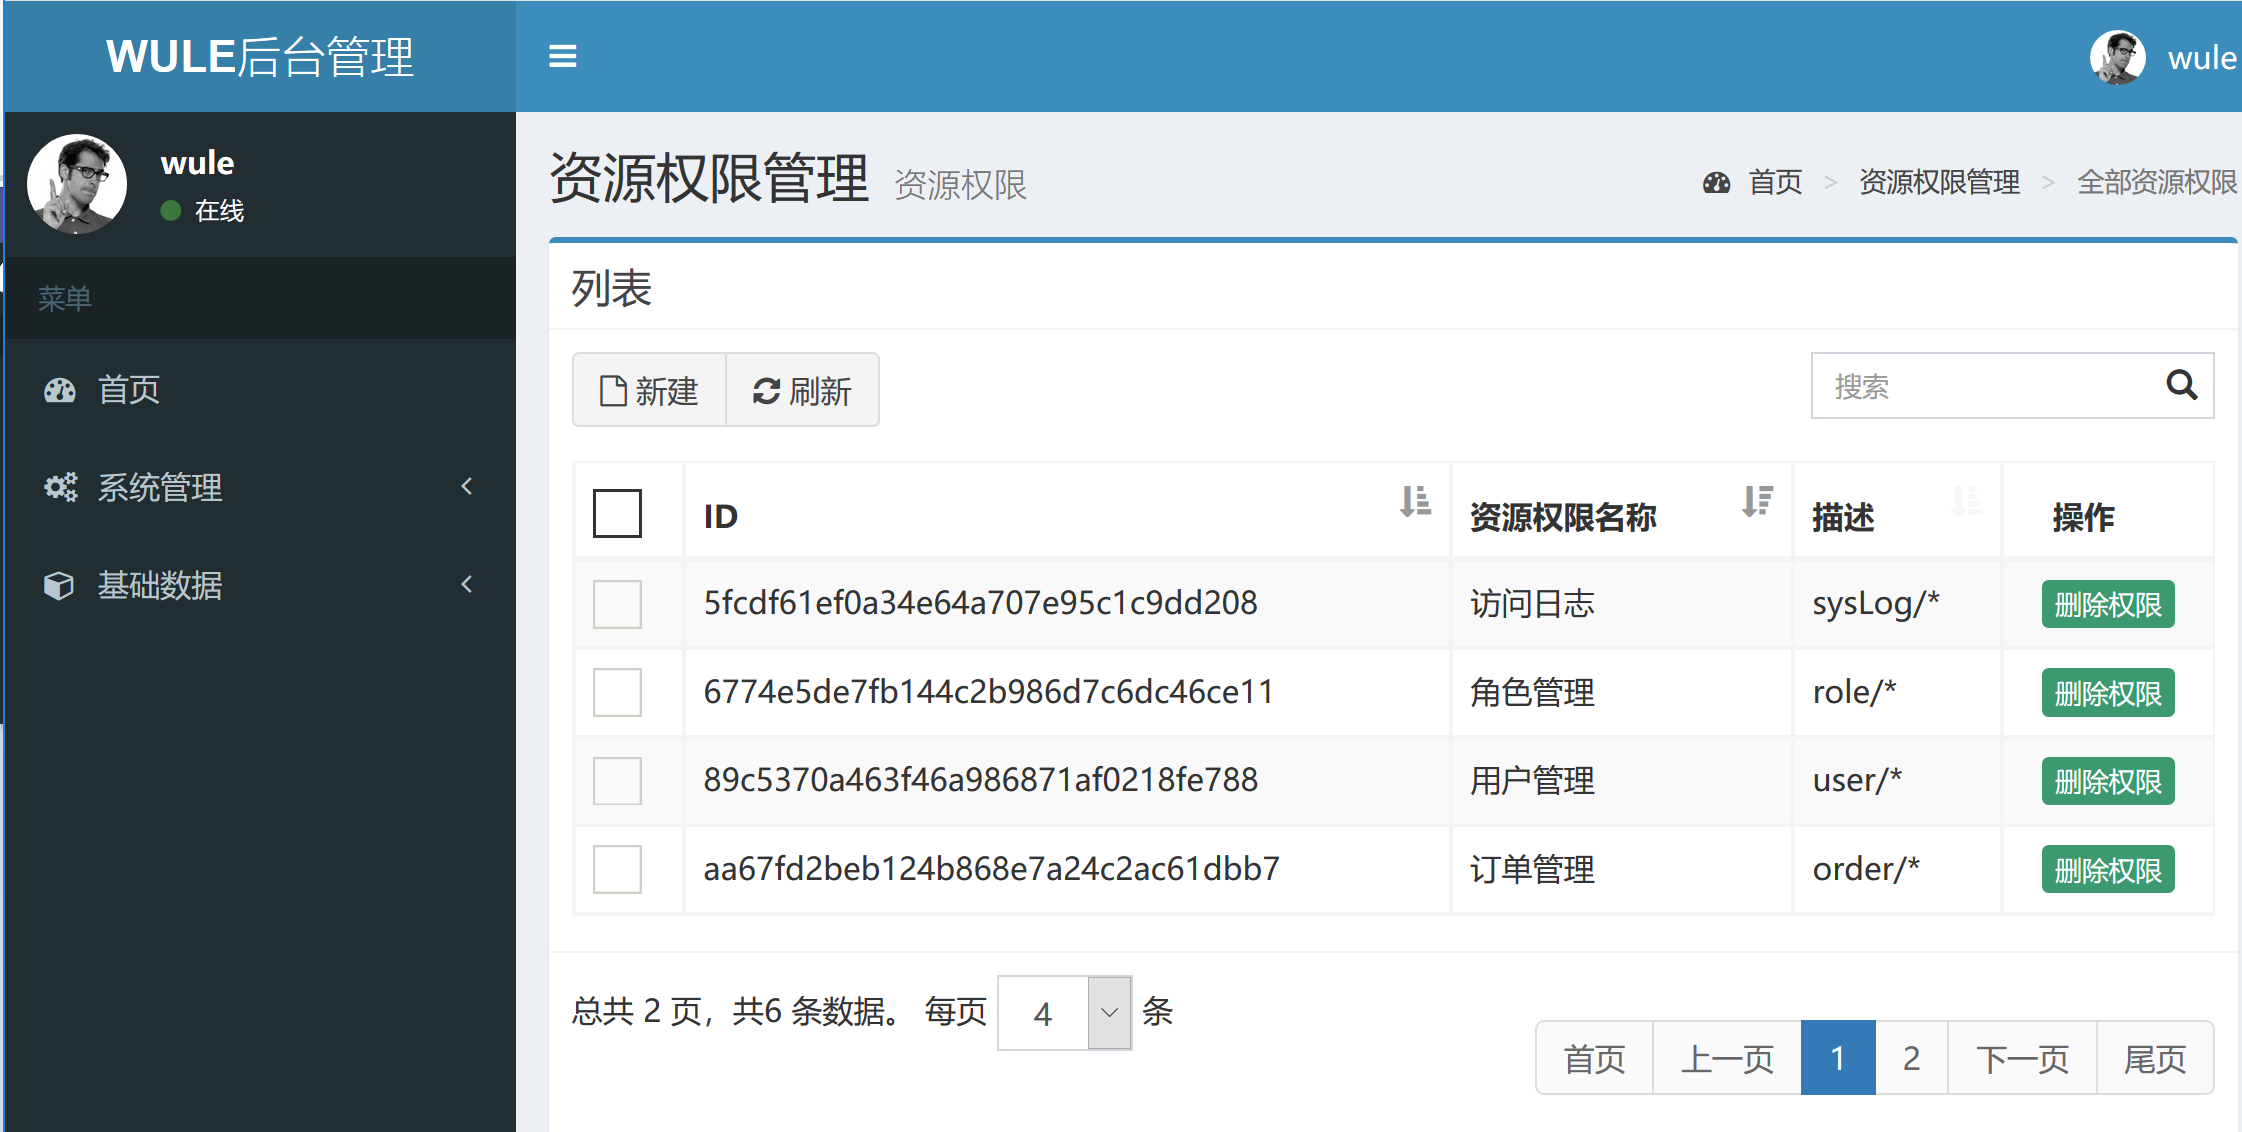 WULE后台管理
wule
wule
在线
菜单
首页
系统管理
基础数据
资源权限管理 资源权限
首页 > 资源权限管理 > 全部资源权限
列表
新建 刷新
搜索
ID 资源权限名称 描述 操作
5fcdf61ef0a34e64a707e95c1c9dd208 访问日志 sysLog/* 删除权限
6774e5de7fb144c2b986d7c6dc46ce11 角色管理 role/* 删除权限
89c5370a463f46a986871af0218fe788 用户管理 user/* 删除权限
aa67fd2beb124b868e7a24c2ac61dbb7 订单管理 order/* 删除权限
总共 2 页，共6 条数据。 每页 4 条
首页 上一页 1 2 下一页 尾页